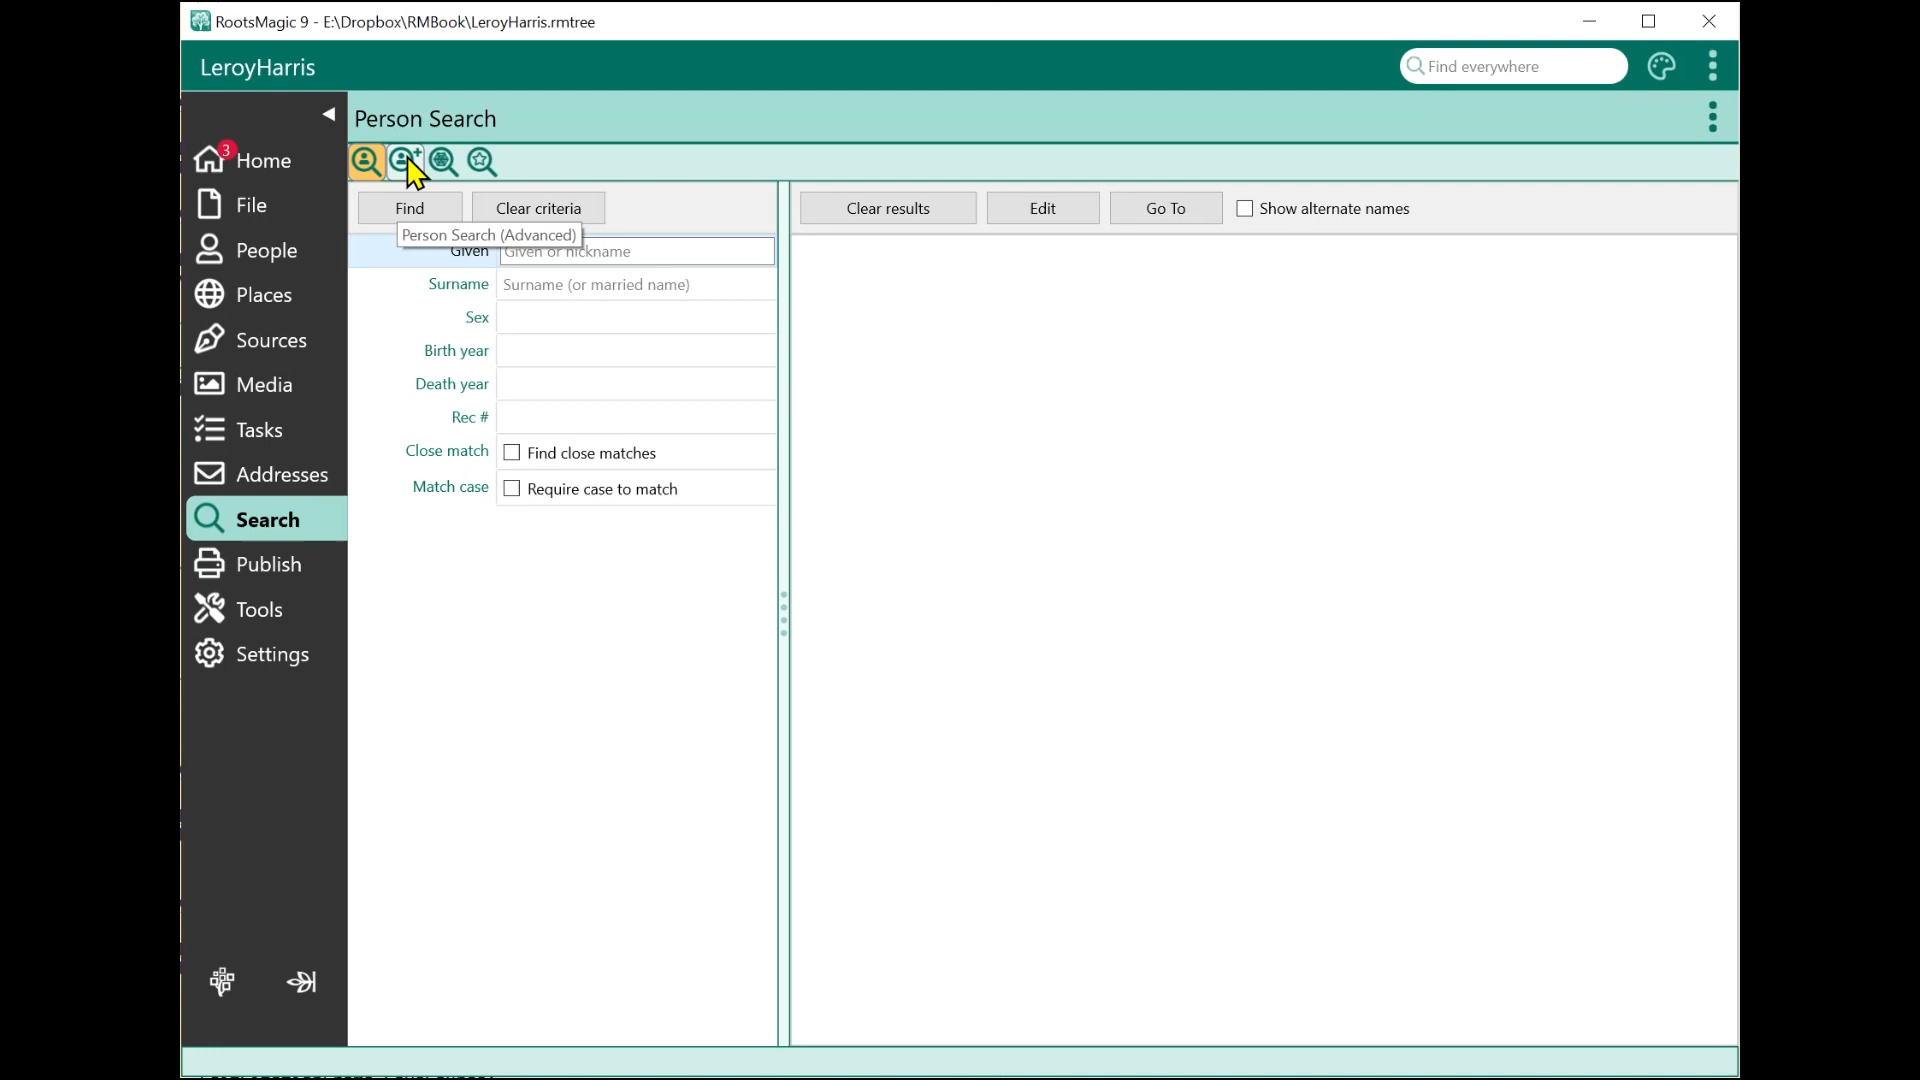 RootsMagic 9 - E:\Dropbox\RMBook\LeroyHarris.rmtree
LeroyHarris
Find everywhere
Person Search
3
Home
File
People
Places
Sources
Media
Tasks
Addresses
Search
Publish
Tools
Settings
Find
Clear criteria
Person Search (Advanced)
Given
Given or nickname
Surname
Surname (or married name)
Sex
Birth year
Death year
Rec #
Close match
Find close matches
Match case
Require case to match
Clear results
Edit
Go To
Show alternate names